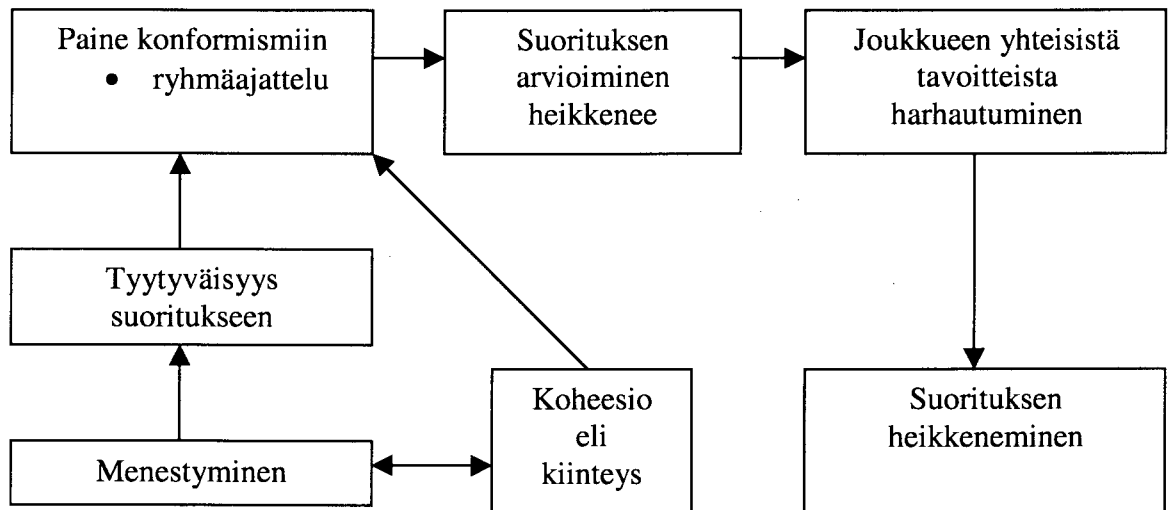 Paine konformismiin
• ryhmäajattelu
Suorituksen
arvioiminen
heikkenee
Joukkueen yhteisistä
tavoitteista
harhautuminen
Tyytyväisyys
suoritukseen
Menestyminen
Koheesio
eli
kiinteys
Suorituksen
heikkeneminen